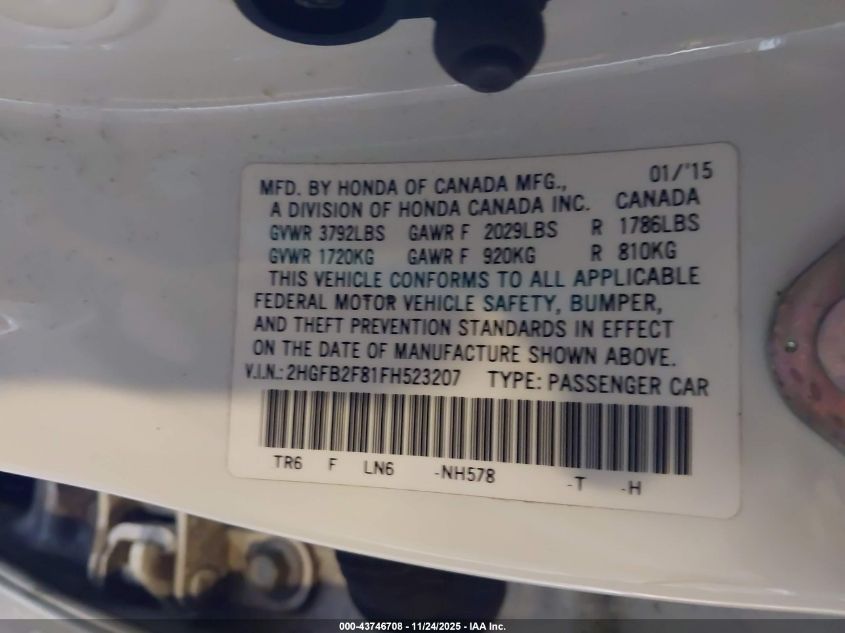 01/'15
MFD. BY HONDA OF CANADA MFG.,
A DIVISION OF HONDA CANADA INC. CANADA
GVWR 3792LBS GAWR F 2029LBS R 1786LBS
GVWR 1720KG GAWR F 920KG R 810KG
THIS VEHICLE CONFORMS TO ALL APPLICABLE
FEDERAL MOTOR VEHICLE SAFETY, BUMPER,
AND THEFT PREVENTION STANDARDS IN EFFECT
ON THE DATE OF MANUFACTURE SHOWN ABOVE.
V.I.N.: 2HGFB2F81FH523207 TYPE: PASSENGER CAR
TR6 F LN6 -NH578 -T -H
000-43746708 - 11/24/2025 - IAA, Inc.